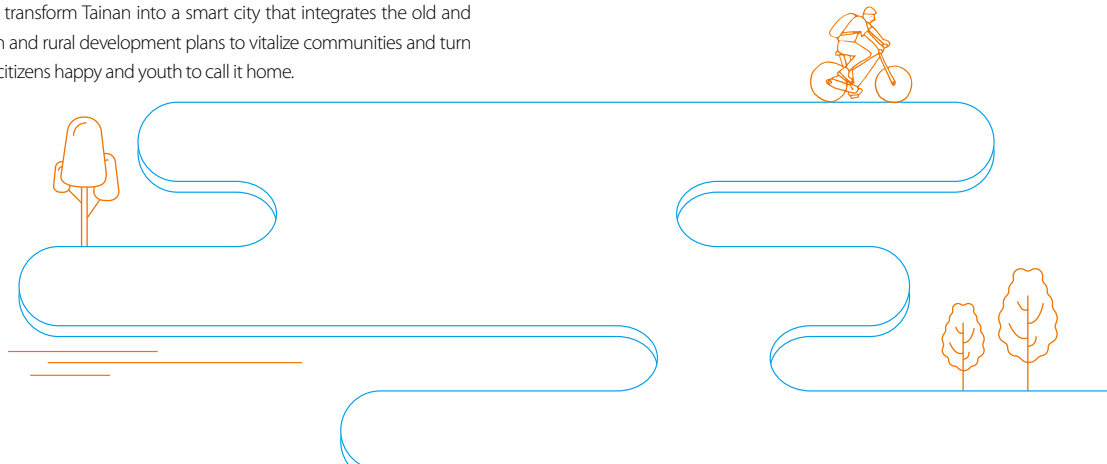 transform Tainan into a smart city that integrates the old and
and rural development plans to vitalize communities and turn
citizens happy and youth to call it home.